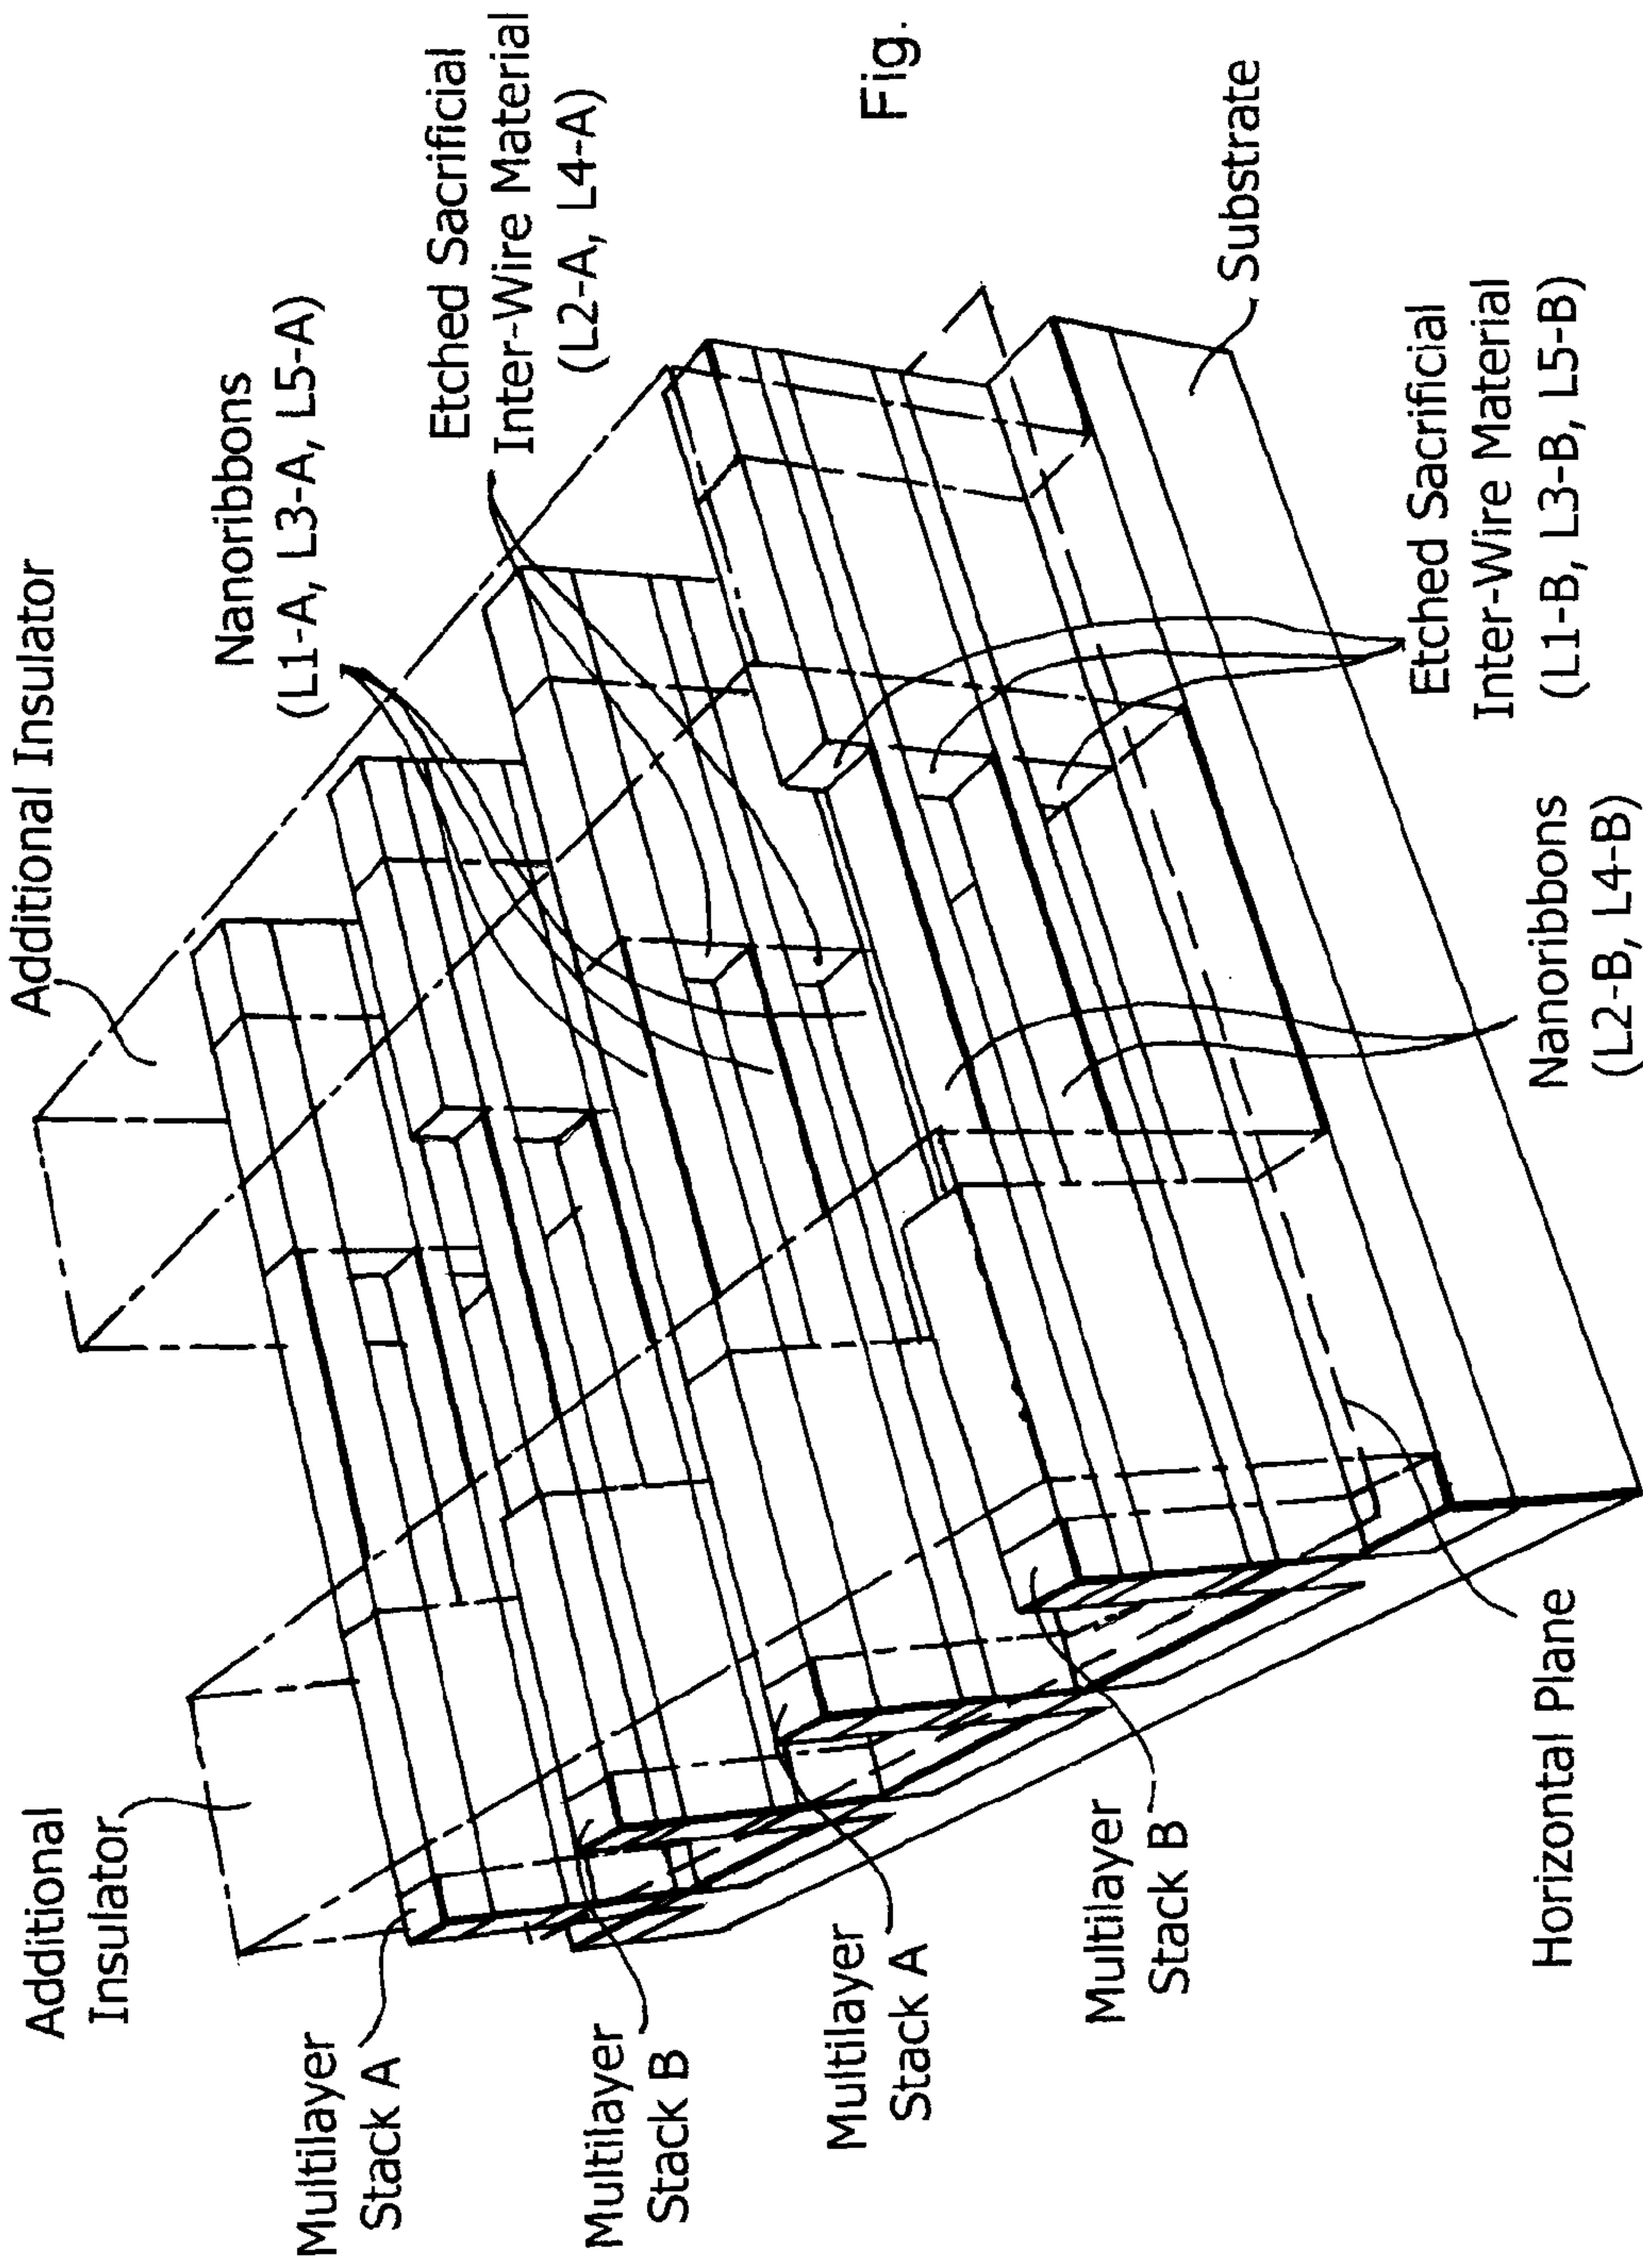 Additional
Insulator
Additional Insulator
Multilayer
Stack A
Nanoribbons
(L1-A, L3-A, L5-A)
Etched Sacrificial
Inter-Wire Material
(L2-A, L4-A)
Multilayer
Stack B
Multilayer
Stack A
Fig.
Multilayer
Stack B
Substrate
Etched Sacrificial
Inter-Wire Material
(L1-B, L3-B, L5-B)
Horizontal Plane
Nanoribbons
(L2-B, L4-B)